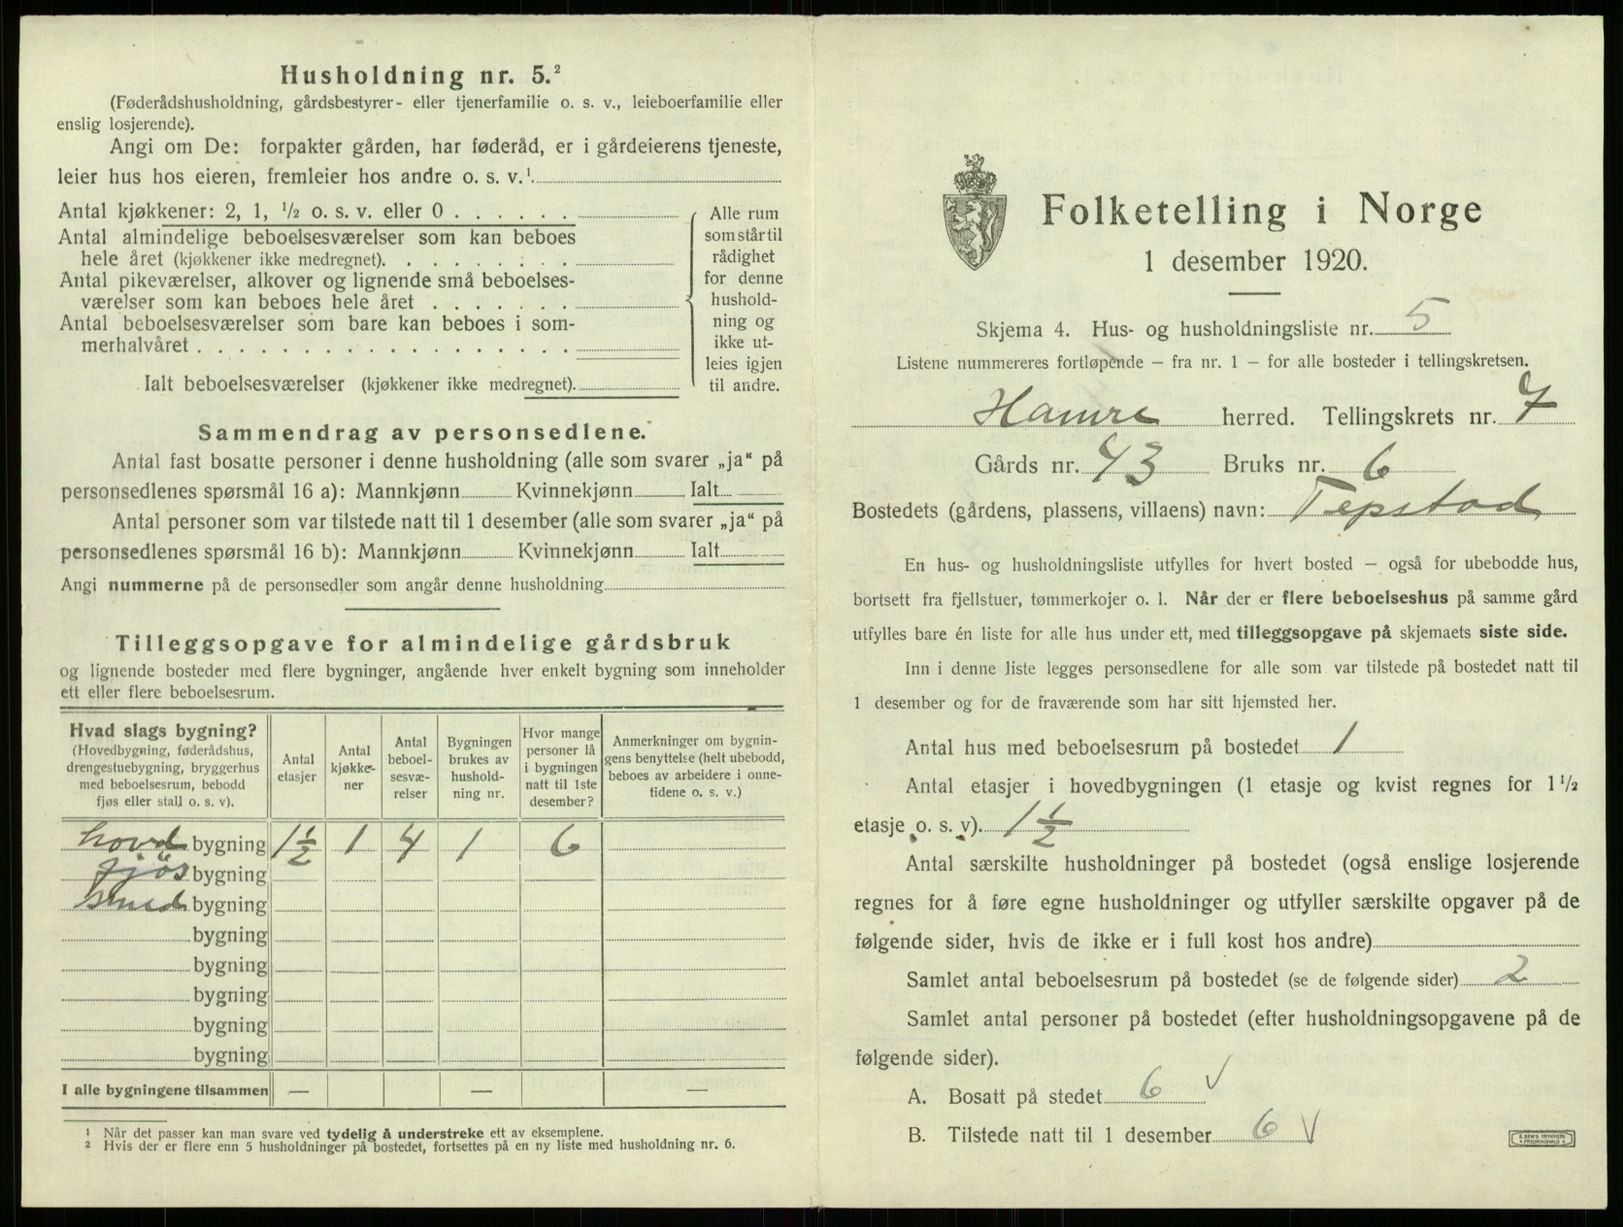 Husholdning nr. 5.²
(Føderådshusholdning, gårdsbestyrer- eller tjenerfamilie o. s. v., leieboerfamilie eller
enslig losjerende).
Angi om De: forpakter gården, har føderåd, er i gårdeierens tjeneste,
leier hus hos eieren, fremleier hos andre o. s. v.¹.
Antal kjøkkener: 2, 1, ½ o. s. v. eller 0 . . . . . .
Antal almindelige beboelsesværelser som kan beboes
hele året (kjøkkener ikke medregnet). . . . . . . . .
Antal pikeværelser, alkover og lignende små beboelses-
værelser som kan beboes hele året . . . . . . .
Antal beboelsesværelser som bare kan beboes i som-
merhalvåret . . . . . . . . . . . . . . . . . .
Ialt beboelsesværelser (kjøkkener ikke medregnet).
Alle rum
som står til
rådighet
for denne
hushold-
ning og
ikke ut-
leies igjen
til andre.
Sammendrag av personsedlene.
Antal fast bosatte personer i denne husholdning (alle som svarer „ja“ på
personsedlenes spørsmål 16 a): Mannkjønn Kvinnekjønn Ialt
Antal personer som var tilstede natt til 1 desember (alle som svarer „ja“ på
personsedlenes spørsmål 16 b): Mannkjønn Kvinnekjønn Ialt
Angi nummerne på de personsedler som angår denne husholdning
Tilleggsopgave for almindelige gårdsbruk
og lignende bosteder med flere bygninger, angående hver enkelt bygning som inneholder
ett eller flere beboelsesrum.
Hvad slags bygning?
(Hovedbygning, føderådshus,
drengestuebygning, bryggerhus
med beboelsesrum, bebodd
fjøs eller stall o. s. v).
Antal
etasjer
Antal
kjøkke-
ner
Antal
beboel-
sesvæ-
relser
Bygningen
brukes av
hushold-
ning nr.
Hvor mange
personer lå
i bygningen
natt til 1ste
desember?
Anmerkninger om bygnin-
gens benyttelse (helt ubebodd,
beboes av arbeidere i onne-
tidene o. s. v.)
hovd bygning 1½ 1 4 1 6
fjøs bygning
smed bygning
bygning
bygning
bygning
bygning
bygning
I alle bygningene tilsammen — — —
¹ Når det passer kan man svare ved tydelig å understreke ett av eksemplene.
² Hvis der er flere enn 5 husholdninger på bostedet, fortsettes på en ny liste med husholdning nr. 6.
Folketelling i Norge
1 desember 1920.
Skjema 4. Hus- og husholdningsliste nr. 5
Listene nummereres fortløpende — fra nr. 1 — for alle bosteder i tellingskretsen.
Hamre herred. Tellingskrets nr. 7
Gårds nr. 43 Bruks nr. 6
Bostedets (gårdens, plassens, villaens) navn: Tepstad
En hus- og husholdningsliste utfylles for hvert bosted — også for ubebodde hus,
bortsett fra fjellstuer, tømmerkojer o. l. Når der er flere beboelseshus på samme gård
utfylles bare én liste for alle hus under ett, med tilleggsopgave på skjemaets siste side.
Inn i denne liste legges personsedlene for alle som var tilstede på bostedet natt til
1 desember og for de fraværende som har sitt hjemsted her.
Antal hus med beboelsesrum på bostedet 1
Antal etasjer i hovedbygningen (1 etasje og kvist regnes for 1½
etasje o. s. v). 1½
Antal særskilte husholdninger på bostedet (også enslige losjerende
regnes for å føre egne husholdninger og utfyller særskilte opgaver på de
følgende sider, hvis de ikke er i full kost hos andre)
Samlet antal beboelsesrum på bostedet (se de følgende sider) 2
Samlet antal personer på bostedet (efter husholdningsopgavene på de
følgende sider).
A. Bosatt på stedet 6 V
B. Tilstede natt til 1 desember 6 V